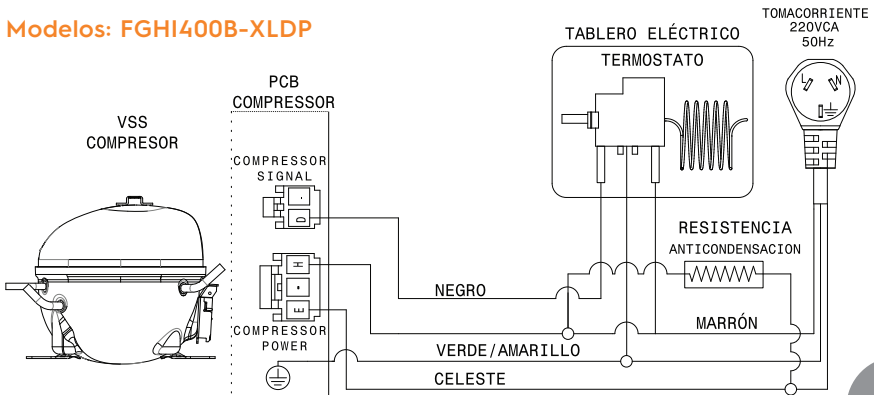 Modelos: FGHI400B-XLDP
TOMACORRIENTE
220VCA
50Hz
TABLERO ELÉCTRICO
TERMOSTATO
PCB
COMPRESSOR
VSS
COMPRESOR
L
N
COMPRESSOR
SIGNAL
D
RESISTENCIA
ANTICONDENSACION
H
NEGRO
E
MARRÓN
COMPRESSOR
POWER
VERDE/AMARILLO
CELESTE